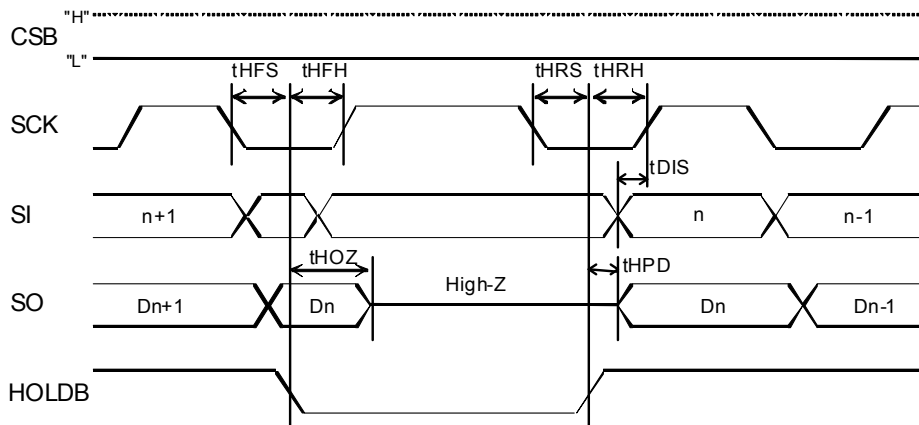 "H"
CSB
"L"
tHFS tHFH tHRS tHRH
SCK
tDIS
SI n+1 n n-1
tHOZ High-Z tHPD
SO Dn+1 Dn Dn Dn-1
HOLDB